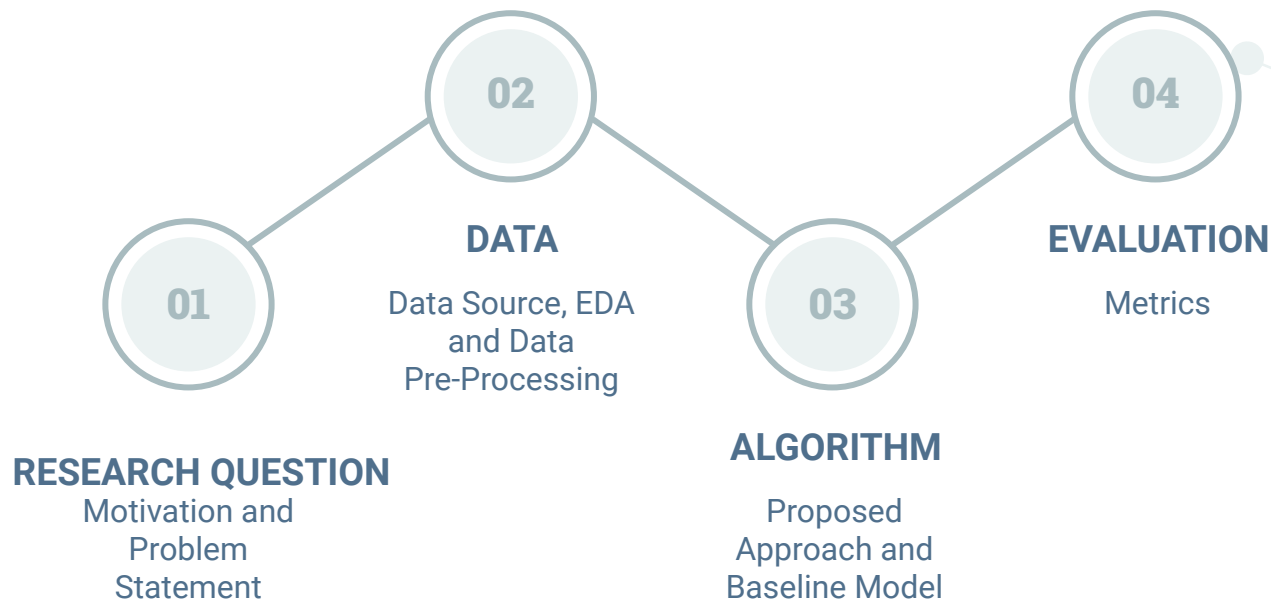 01
RESEARCH QUESTION
Motivation and
Problem
Statement
02
DATA
Data Source, EDA
and Data
Pre-Processing
03
ALGORITHM
Proposed
Approach and
Baseline Model
04
EVALUATION
Metrics